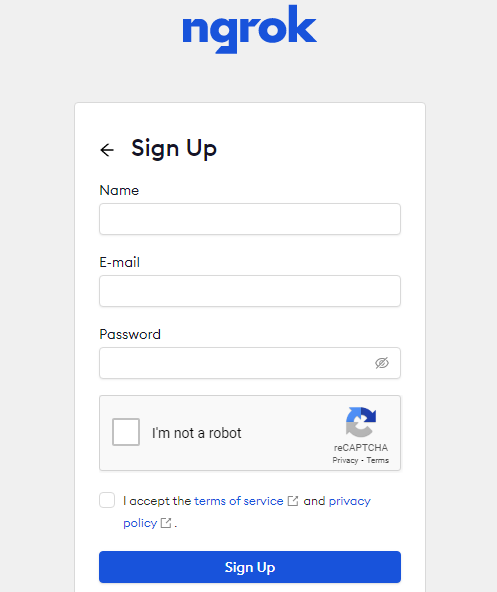 ngrok
Sign Up
Name
E-mail
Password
I'm not a robot
reCAPTCHA
Privacy - Terms
I accept the terms of service and privacy
policy .
Sign Up